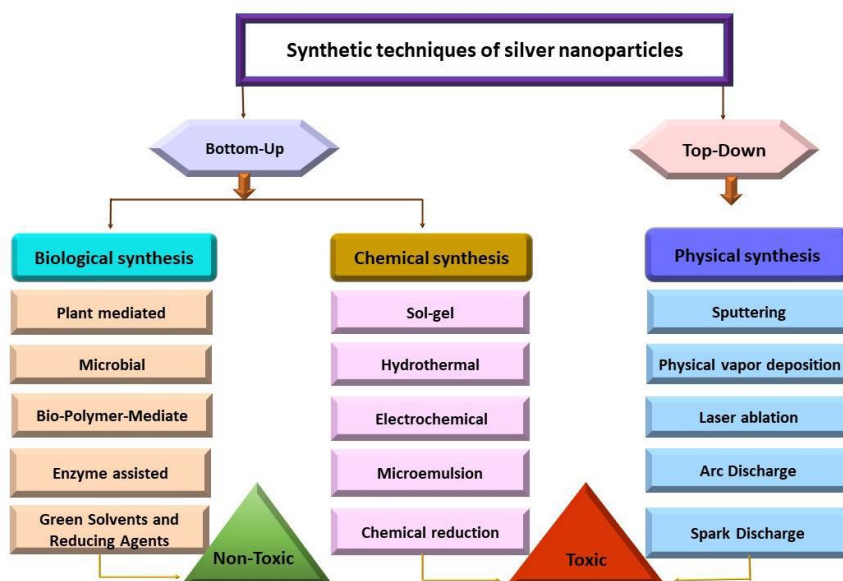 Synthetic techniques of silver nanoparticles
Bottom-Up
Top-Down
Biological synthesis
Plant mediated
Microbial
Bio-Polymer-Mediate
Enzyme assisted
Green Solvents and
Reducing Agents
Non-Toxic
Chemical synthesis
Sol-gel
Hydrothermal
Electrochemical
Microemulsion
Chemical reduction
Toxic
Physical synthesis
Sputtering
Physical vapor deposition
Laser ablation
Arc Discharge
Spark Discharge